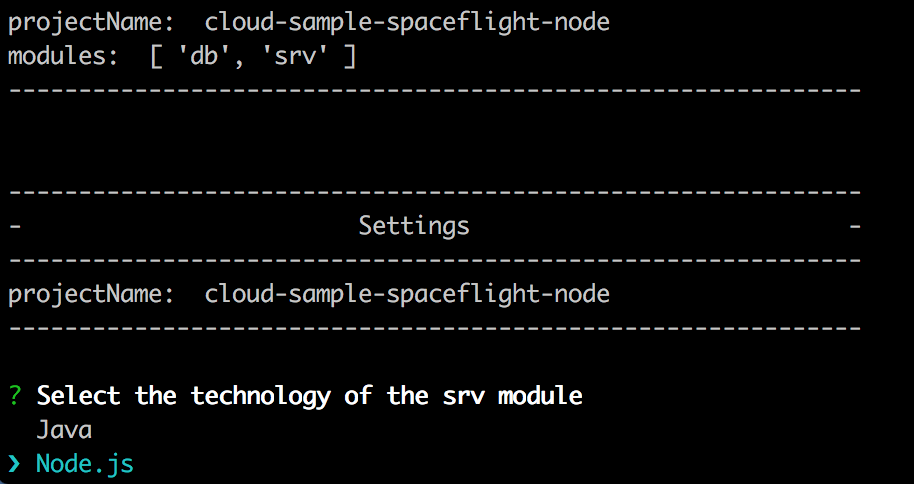 projectName:  cloud-sample-spaceflight-node
modules:  [ 'db', 'srv' ]
-------------------------------------------------------------
-------------------------------------------------------------
-                        Settings                           -
-------------------------------------------------------------
projectName:  cloud-sample-spaceflight-node
-------------------------------------------------------------
? Select the technology of the srv module
  Java
❯ Node.js